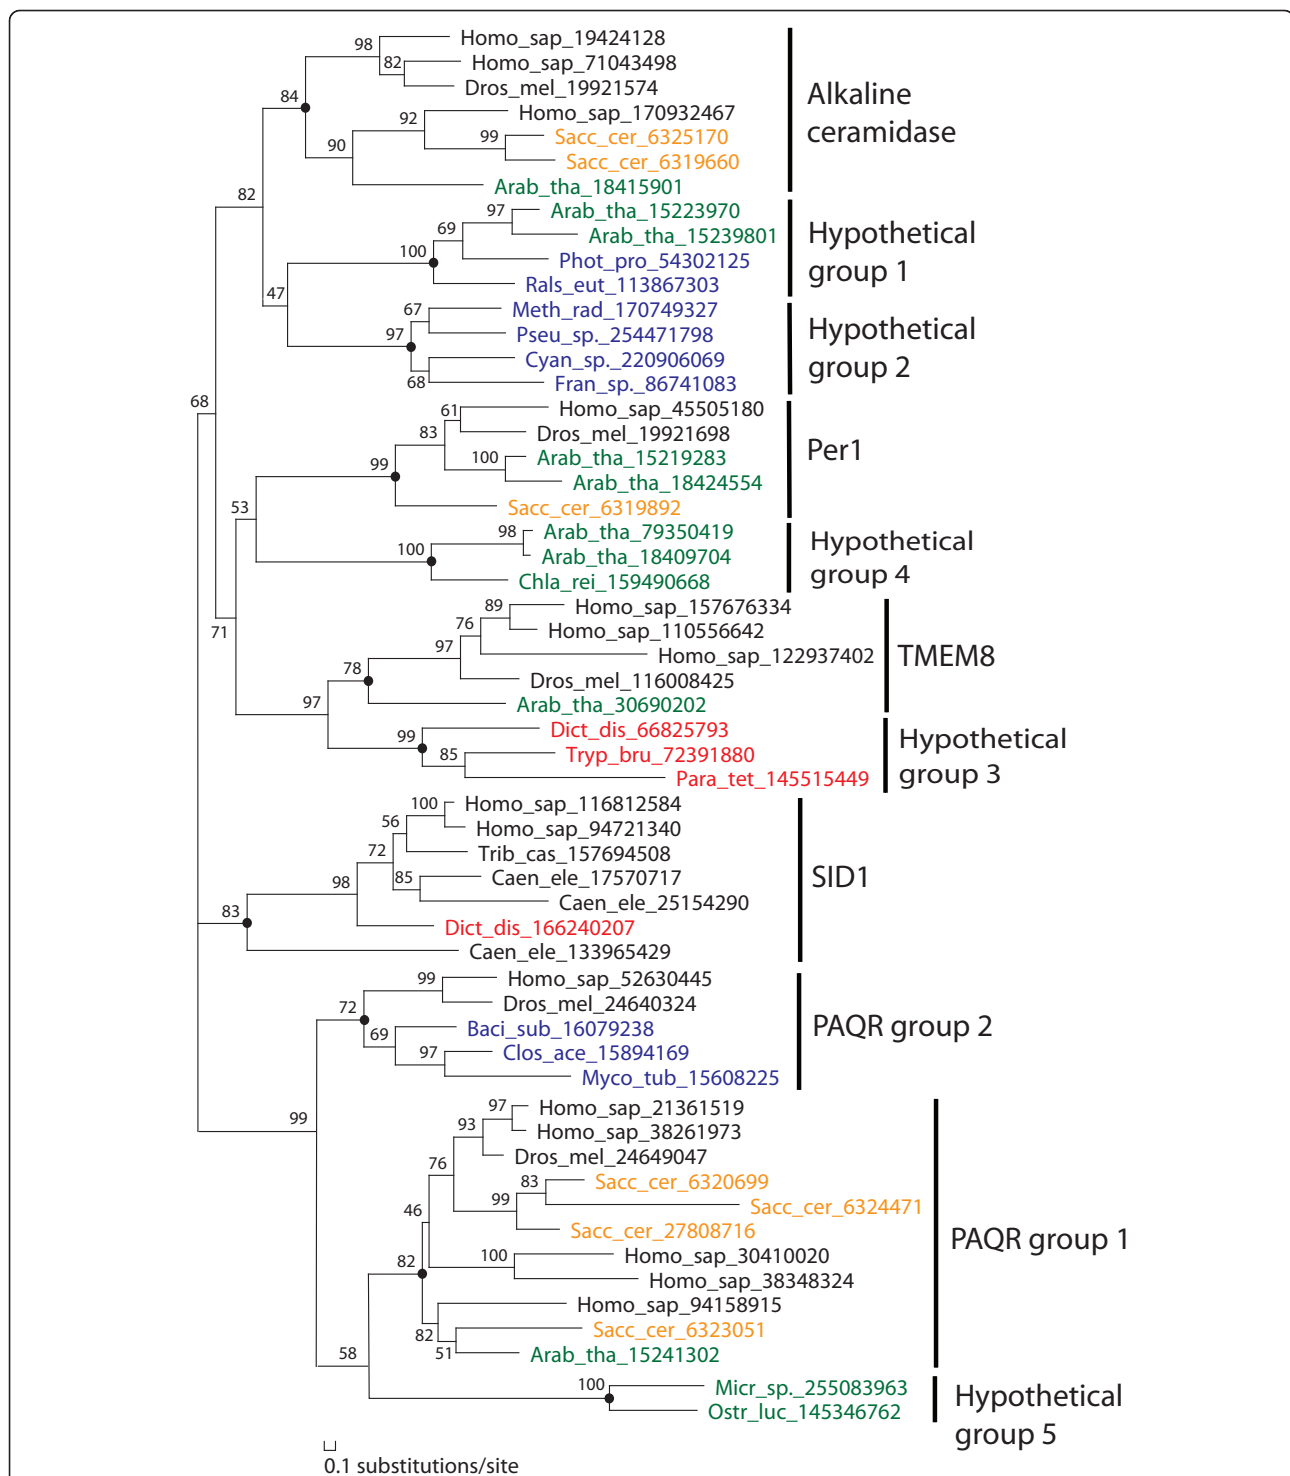 98
Homo_sap_19424128
82
Homo_sap_71043498
Dros_mel_19921574
84
92
Homo_sap_170932467
99
Sacc_cer_6325170
90
Sacc_cer_6319660
Arab_tha_18415901
Alkaline
ceramidase
82
97
Arab_tha_15223970
69
Arab_tha_15239801
100
Phot_pro_54302125
Rals_eut_113867303
Hypothetical
group 1
47
67
Meth_rad_170749327
97
Pseu_sp._254471798
Cyan_sp._220906069
68
Fran_sp._86741083
Hypothetical
group 2
68
61
Homo_sap_45505180
83
Dros_mel_19921698
100
Arab_tha_15219283
99
Arab_tha_18424554
Sacc_cer_6319892
Per1
53
98
Arab_tha_79350419
100
Arab_tha_18409704
Chla_rei_159490668
Hypothetical
group 4
71
89
Homo_sap_157676334
76
Homo_sap_110556642
97
Homo_sap_122937402
78
Dros_mel_116008425
Arab_tha_30690202
TMEM8
97
99
Dict_dis_66825793
85
Tryp_bru_72391880
Para_tet_145515449
Hypothetical
group 3
100
Homo_sap_116812584
56
Homo_sap_94721340
72
Trib_cas_157694508
85
Caen_ele_17570717
98
Caen_ele_25154290
83
Dict_dis_166240207
Caen_ele_133965429
SID1
99
Homo_sap_52630445
72
Dros_mel_24640324
69
Baci_sub_16079238
97
Clos_ace_15894169
Myco_tub_15608225
PAQR group 2
99
97
Homo_sap_21361519
93
Homo_sap_38261973
76
Dros_mel_24649047
83
Sacc_cer_6320699
99
Sacc_cer_6324471
46
Sacc_cer_27808716
100
Homo_sap_30410020
82
Homo_sap_38348324
Homo_sap_94158915
82
Sacc_cer_6323051
51
Arab_tha_15241302
PAQR group 1
58
100
Micr_sp._255083963
Ostr_luc_145346762
Hypothetical
group 5
0.1 substitutions/site